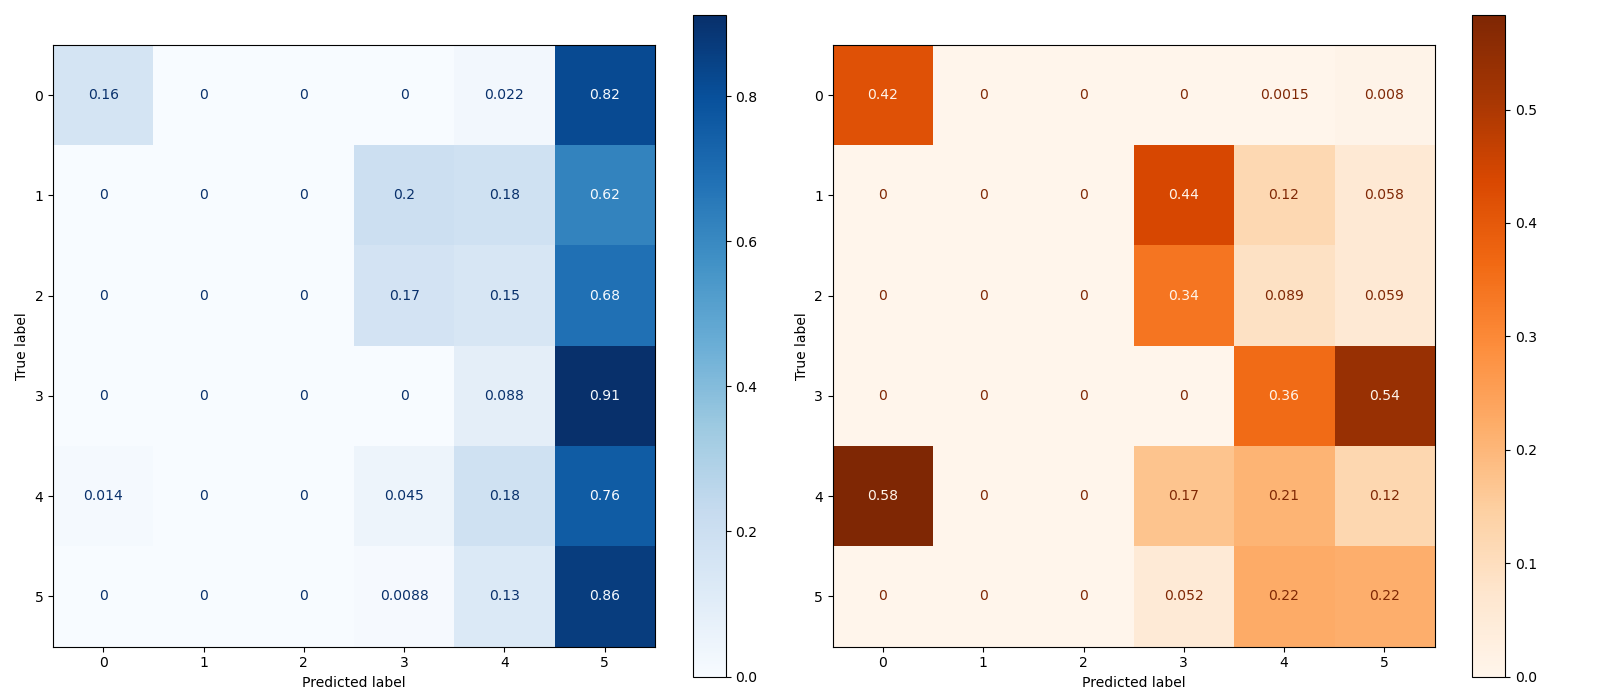 0 0.16 0 0 0 0.022 0.82
1 0 0 0 0.2 0.18 0.62
2 0 0 0 0.17 0.15 0.68
3 0 0 0 0 0.088 0.91
4 0.014 0 0 0.045 0.18 0.76
5 0 0 0 0.0088 0.13 0.86
0 1 2 3 4 5
Predicted label
True label
0.8
0.6
0.4
0.2
0.0
0 0.42 0 0 0 0.0015 0.008
1 0 0 0 0.44 0.12 0.058
2 0 0 0 0.34 0.089 0.059
3 0 0 0 0 0.36 0.54
4 0.58 0 0 0.17 0.21 0.12
5 0 0 0 0.052 0.22 0.22
0 1 2 3 4 5
Predicted label
True label
0.5
0.4
0.3
0.2
0.1
0.0